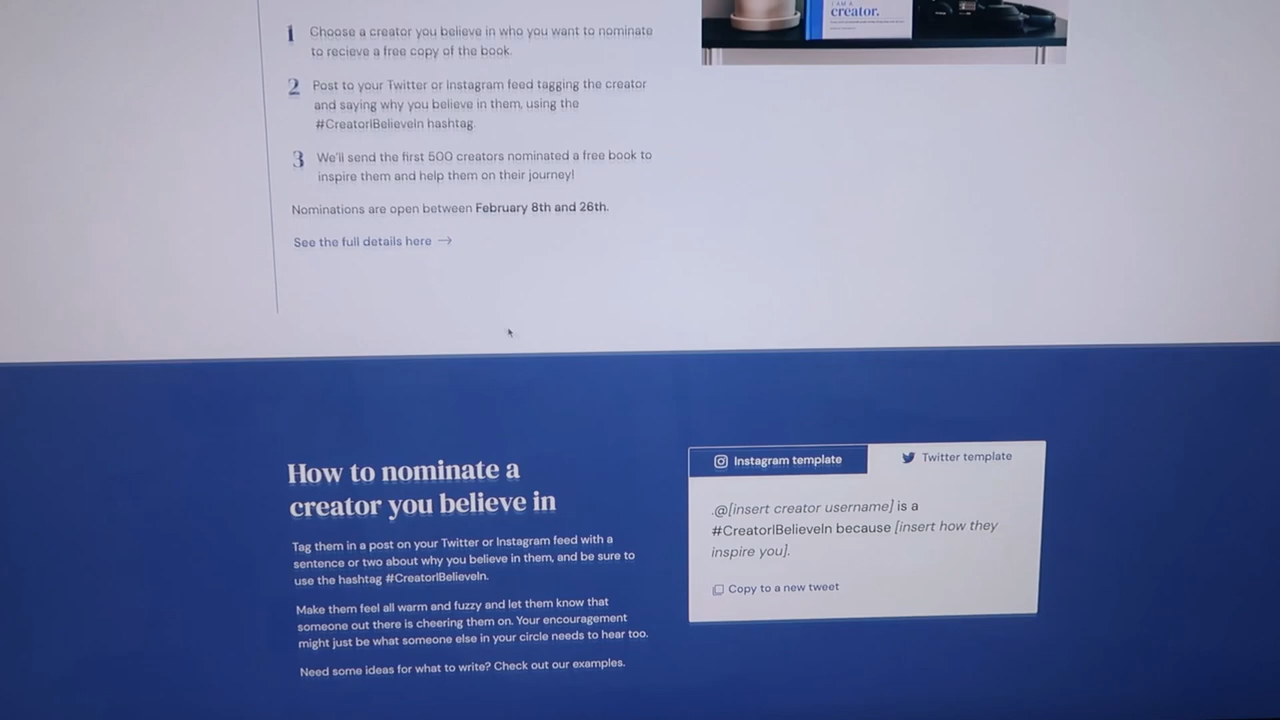 creator.
1 Choose a creator you believe in who you want to nominate
to recieve a free copy of the book.
2 Post to your Twitter or Instagram feed tagging the creator
and saying why you believe in them, using the
#CreatorIBelieveIn hashtag.
3 We'll send the first 500 creators nominated a free book to
inspire them and help them on their journey!
Nominations are open between February 8th and 26th.
See the full details here →
How to nominate a
creator you believe in
Tag them in a post on your Twitter or Instagram feed with a
sentence or two about why you believe in them, and be sure to
use the hashtag #CreatorIBelieveIn.
Make them feel all warm and fuzzy and let them know that
someone out there is cheering them on. Your encouragement
might just be what someone else in your circle needs to hear too.
Need some ideas for what to write? Check out our examples.
Instagram template
Twitter template
.@[insert creator username] is a
#CreatorIBelieveIn because [insert how they
inspire you].
Copy to a new tweet